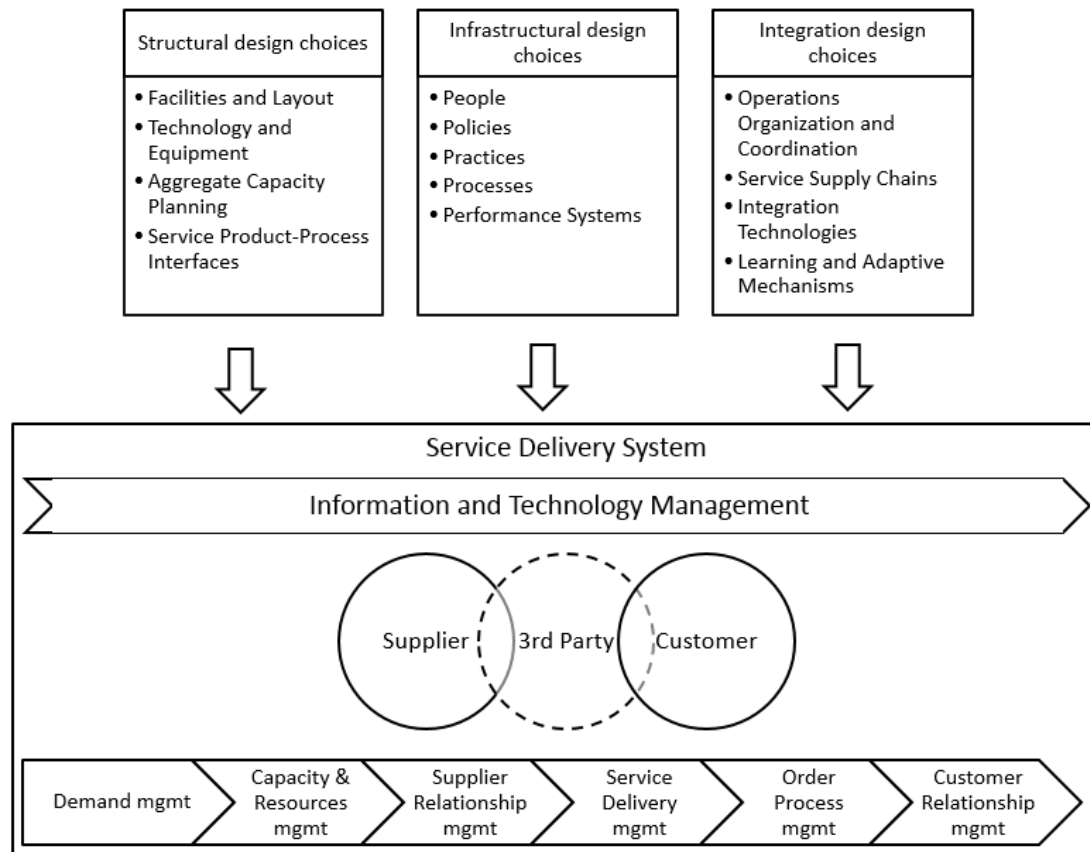 Structural design choices
• Facilities and Layout
• Technology and
Equipment
• Aggregate Capacity
Planning
• Service Product-Process
Interfaces
Infrastructural design
choices
• People
• Policies
• Practices
• Processes
• Performance Systems
Integration design
choices
• Operations
Organization and
Coordination
• Service Supply Chains
• Integration
Technologies
• Learning and Adaptive
Mechanisms
Service Delivery System
Information and Technology Management
Supplier
3rd Party
Customer
Demand mgmt
Capacity &
Resources
mgmt
Supplier
Relationship
mgmt
Service
Delivery
mgmt
Order
Process
mgmt
Customer
Relationship
mgmt